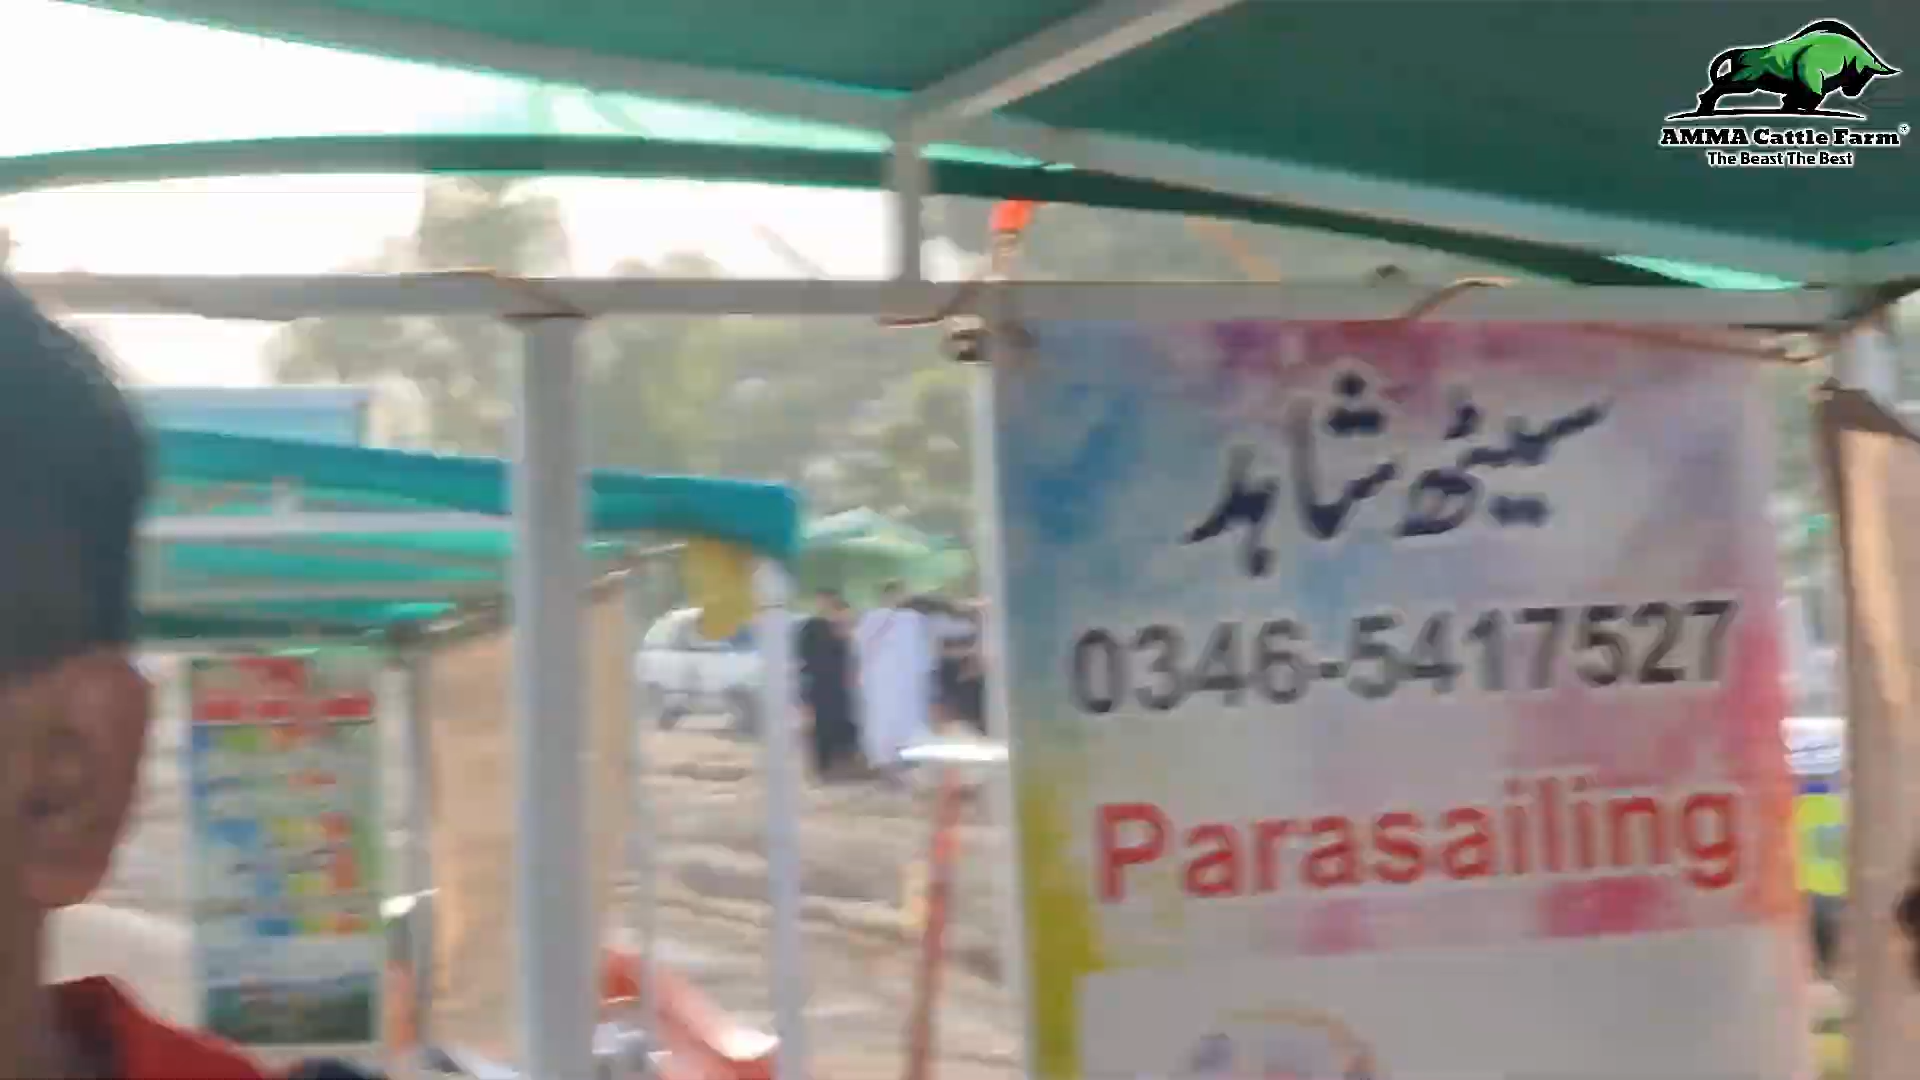 AMMA Cattle Farm
The Beast The Best
سیٹھ شاہد
0346-5417527
Parasailing